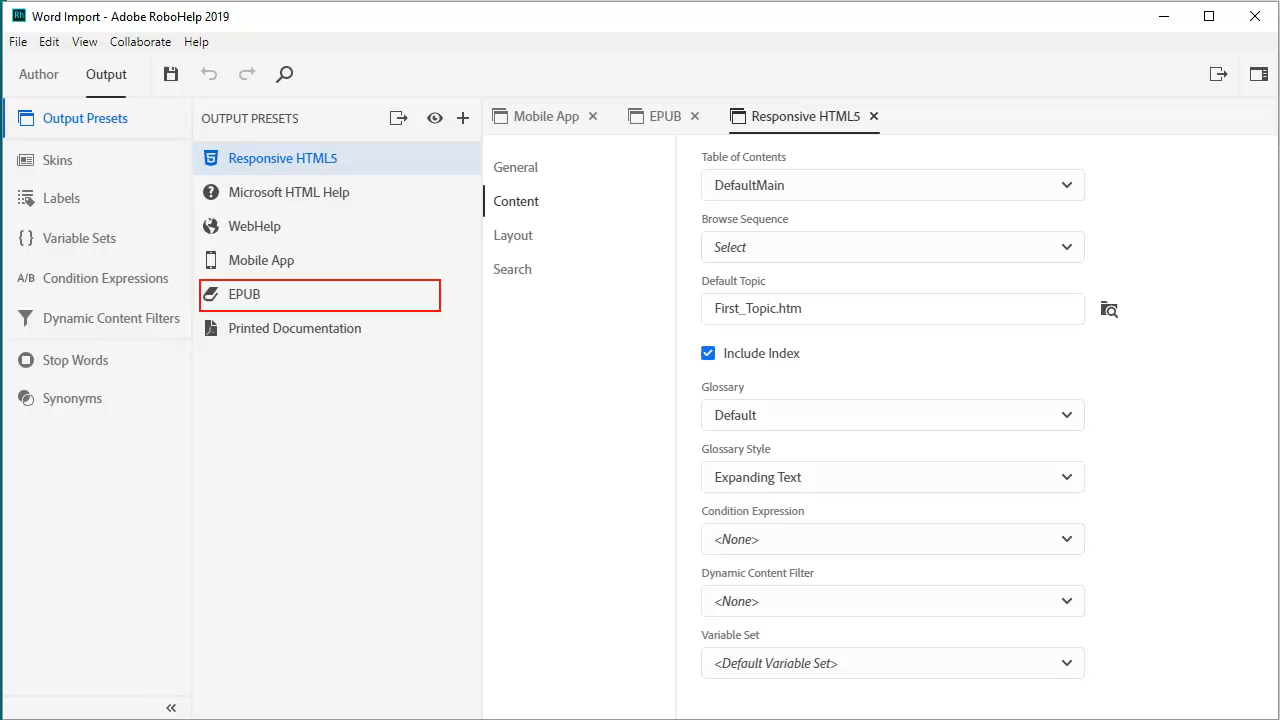 Rh Word Import - Adobe RoboHelp 2019
File Edit View Collaborate Help
Author Output
Output Presets
Skins
Labels
{ } Variable Sets
A/B Condition Expressions
Dynamic Content Filters
Stop Words
Synonyms
OUTPUT PRESETS
Responsive HTML5
Microsoft HTML Help
WebHelp
Mobile App
EPUB
Printed Documentation
Mobile App EPUB Responsive HTML5
General
Content
Layout
Search
Table of Contents
DefaultMain
Browse Sequence
Select
Default Topic
First_Topic.htm
Include Index
Glossary
Default
Glossary Style
Expanding Text
Condition Expression
<None>
Dynamic Content Filter
<None>
Variable Set
<Default Variable Set>